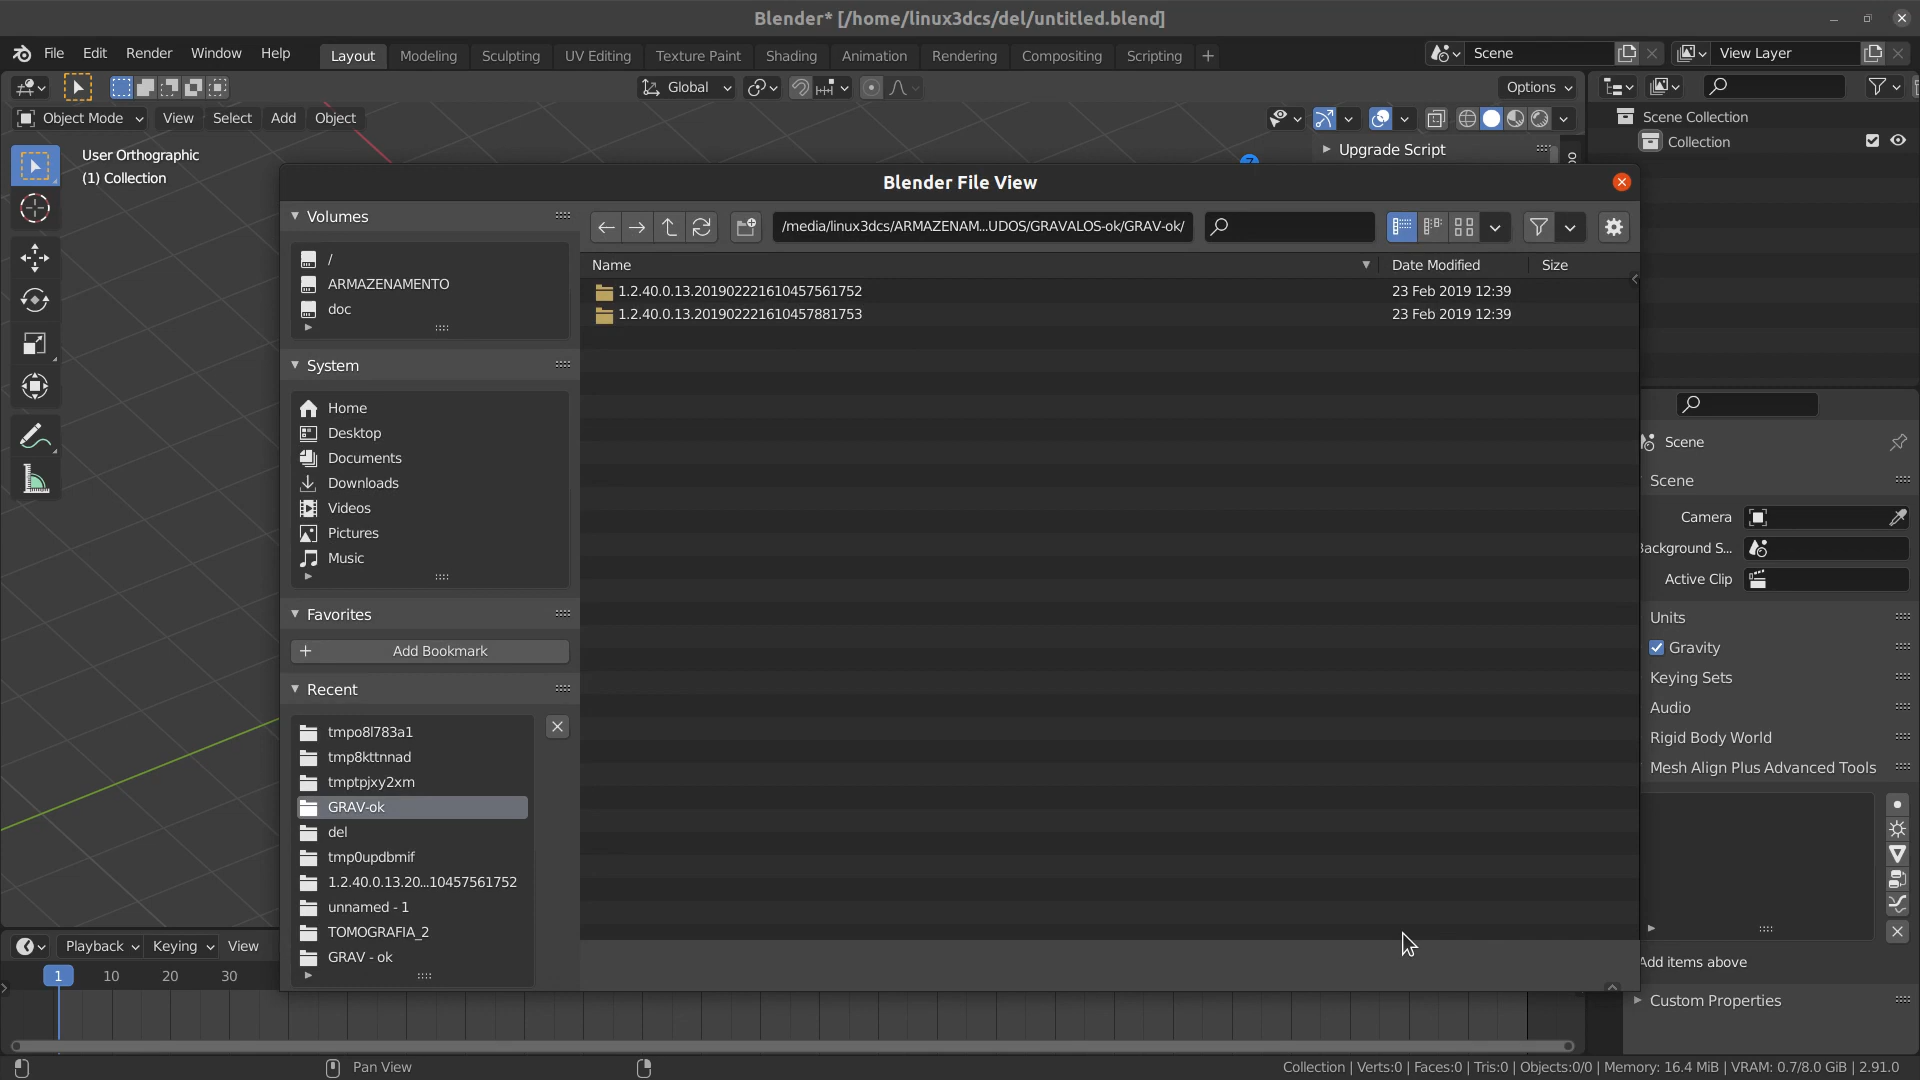 Blender* [/home/linux3dcs/del/untitled.blend]
File Edit Render Window Help
Layout Modeling Sculpting UV Editing Texture Paint Shading Animation Rendering Compositing Scripting +
Scene
View Layer
Global
Options
Object Mode View Select Add Object
Scene Collection
Collection
User Orthographic
(1) Collection
Upgrade Script
Blender File View
Volumes
/
ARMAZENAMENTO
doc
System
Home
Desktop
Documents
Downloads
Videos
Pictures
Music
Favorites
+ Add Bookmark
Recent
tmpo8l783a1
tmp8kttnnad
tmptpjxy2xm
GRAV-ok
del
tmp0updbmif
1.2.40.0.13.20...10457561752
unnamed - 1
TOMOGRAFIA_2
GRAV - ok
/media/linux3dcs/ARMAZENAM...UDOS/GRAVALOS-ok/GRAV-ok/
Name Date Modified Size
1.2.40.0.13.201902221610457561752 23 Feb 2019 12:39
1.2.40.0.13.201902221610457881753 23 Feb 2019 12:39
Scene
Scene
Camera
Background S...
Active Clip
Units
Gravity
Keying Sets
Audio
Rigid Body World
Mesh Align Plus Advanced Tools
Add items above
Custom Properties
Playback Keying View
1 10 20 30
Pan View
Collection | Verts:0 | Faces:0 | Tris:0 | Objects:0/0 | Memory: 16.4 MiB | VRAM: 0.7/8.0 GiB | 2.91.0